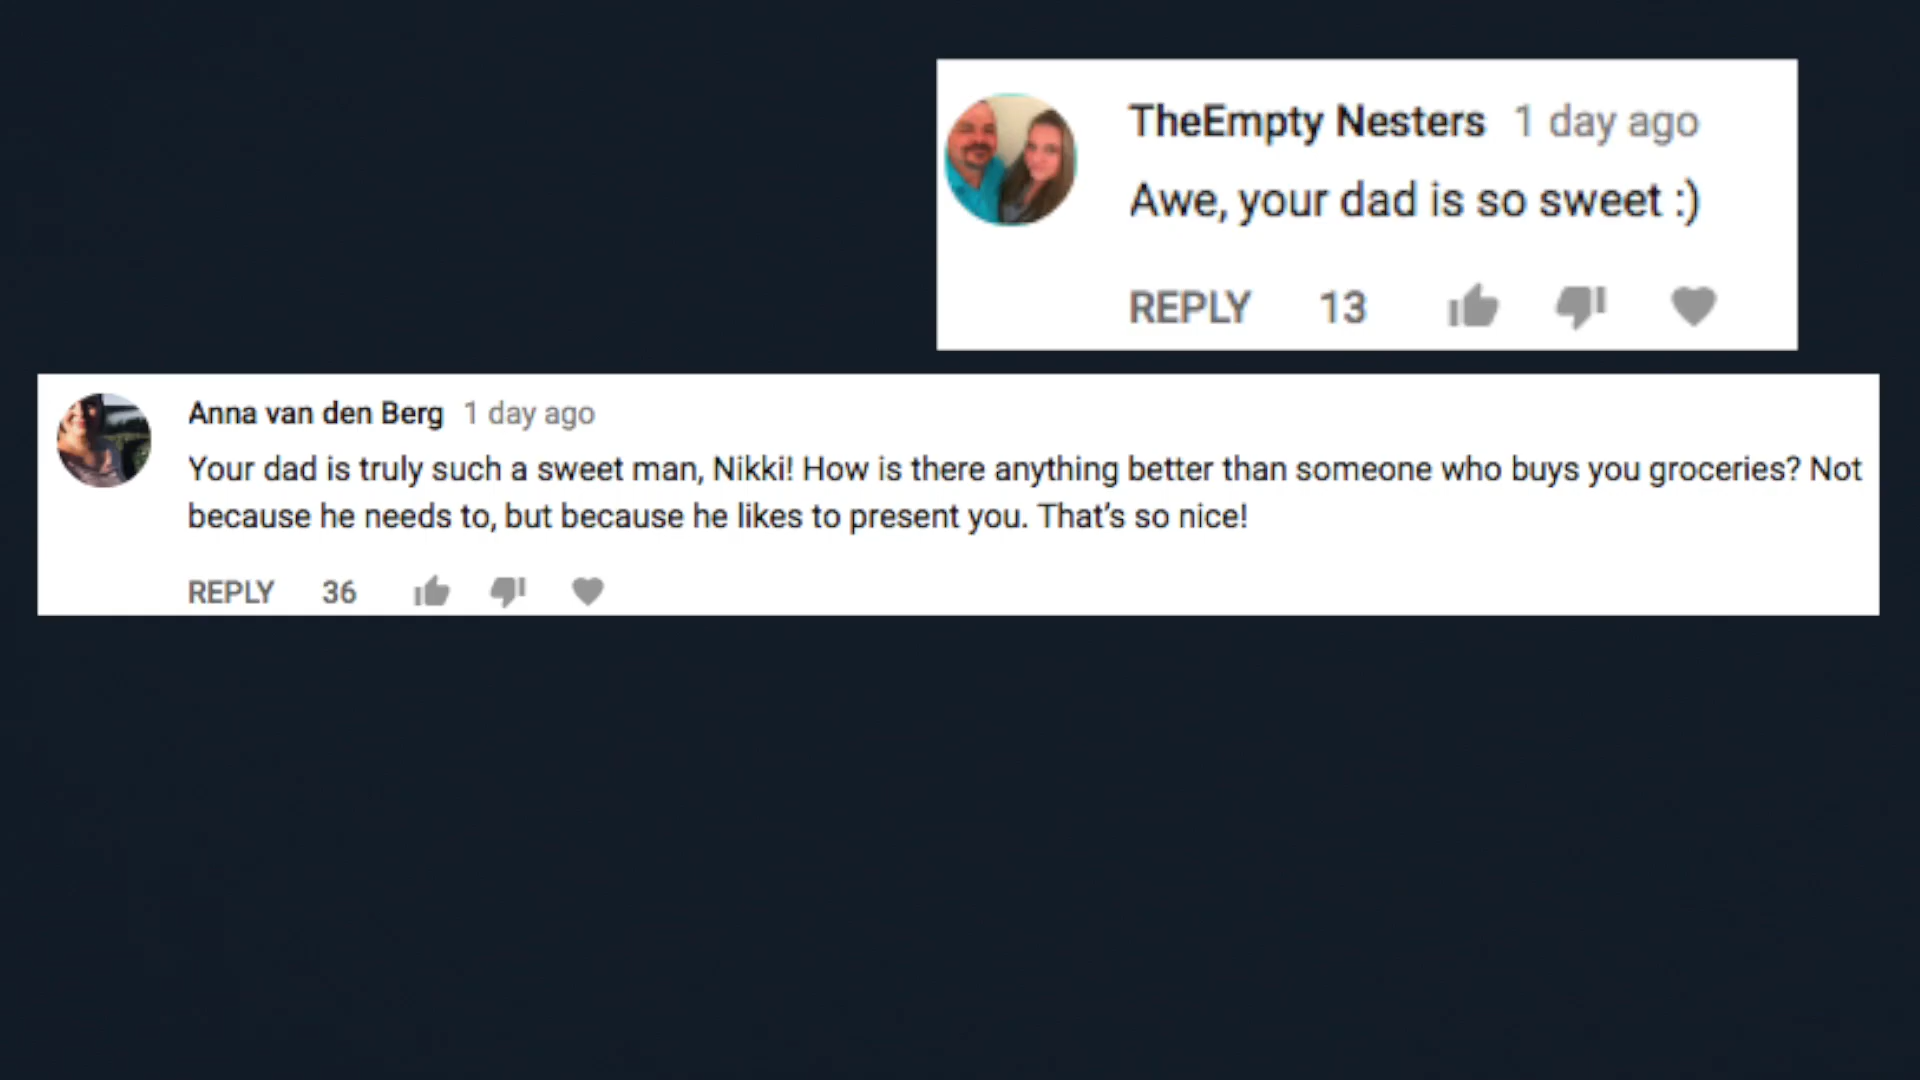 TheEmpty Nesters 1 day ago
Awe, your dad is so sweet :)
REPLY 13
Anna van den Berg 1 day ago
Your dad is truly such a sweet man, Nikki! How is there anything better than someone who buys you groceries? Not
because he needs to, but because he likes to present you. That's so nice!
REPLY 36